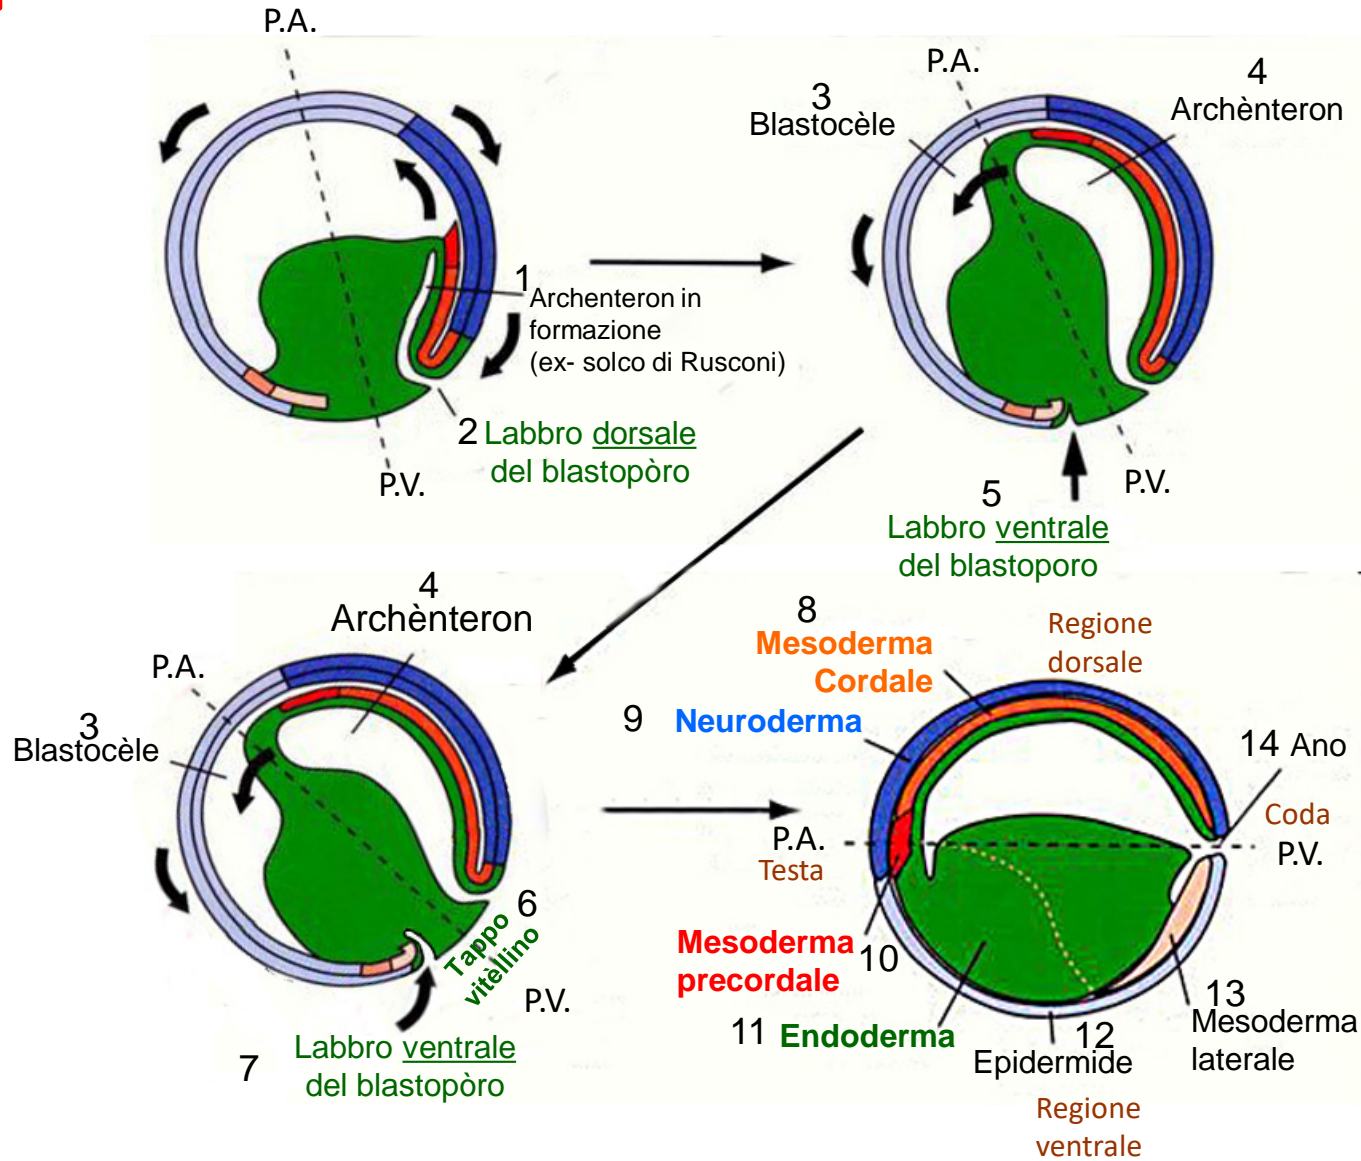 P.A.
1
Archenteron in
formazione
(ex- solco di Rusconi)
2 Labbro dorsale
del blastopòro
P.V.
P.A.
3
Blastocèle
4
Archènteron
5
Labbro ventrale
del blastoporo
P.V.
4
Archènteron
P.A.
3
Blastocèle
6
Tappo
vitèllino
P.V.
7
Labbro ventrale
del blastopòro
8
Mesoderma
Cordale
Regione
dorsale
9 Neuroderma
14 Ano
Coda
P.V.
P.A.
Testa
Mesoderma
precordale
10
11 Endoderma
12
Epidermide
13
Mesoderma
laterale
Regione
ventrale